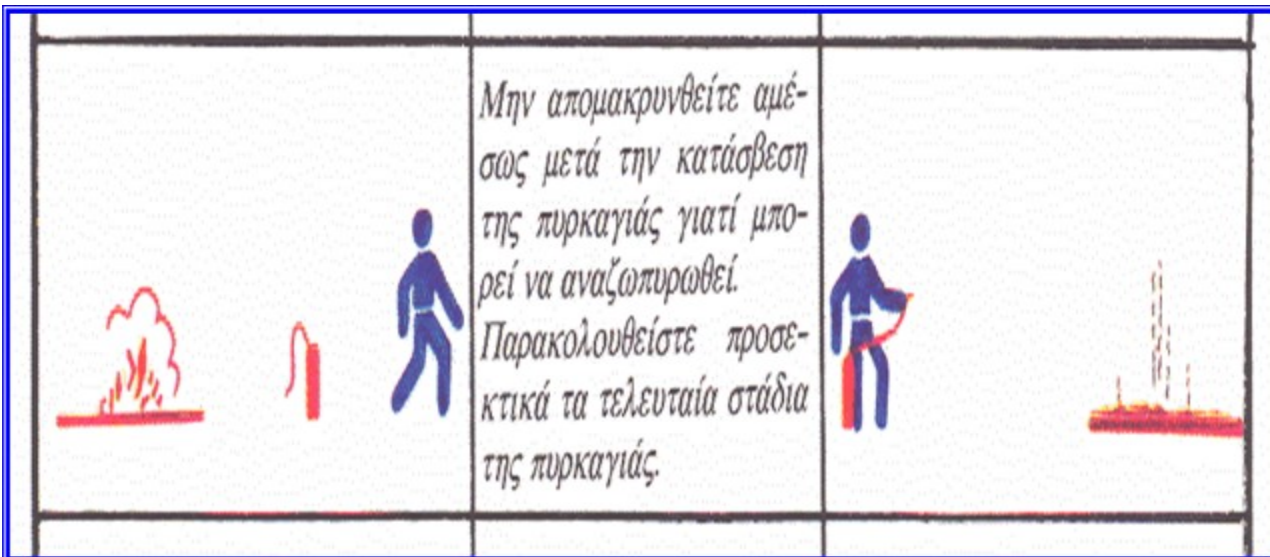 Μην απομακρυνθείτε αμέ-
σως μετά την κατάσβεση
της πυρκαγιάς γιατί μπο-
ρεί να αναζωπυρωθεί.
Παρακολουθείστε προσε-
κτικά τα τελευταία στάδια
της πυρκαγιάς.